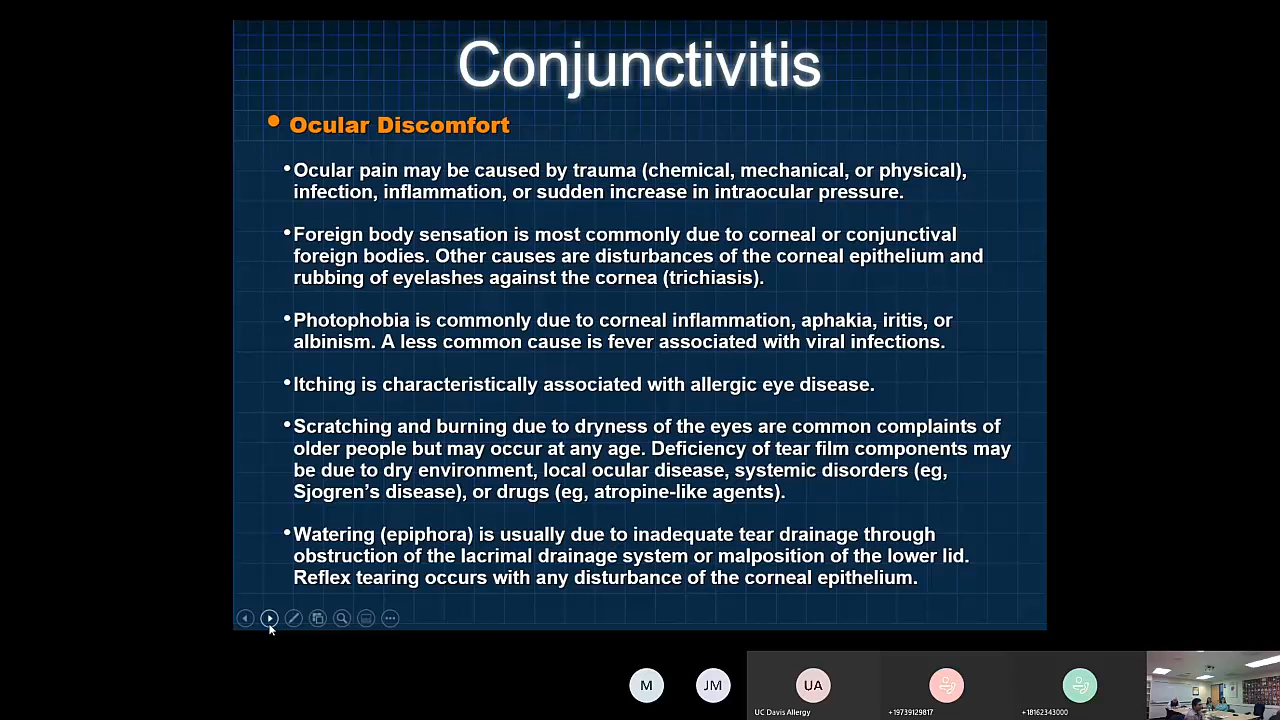 Conjunctivitis
• Ocular Discomfort
•Ocular pain may be caused by trauma (chemical, mechanical, or physical),
infection, inflammation, or sudden increase in intraocular pressure.
•Foreign body sensation is most commonly due to corneal or conjunctival
foreign bodies. Other causes are disturbances of the corneal epithelium and
rubbing of eyelashes against the cornea (trichiasis).
•Photophobia is commonly due to corneal inflammation, aphakia, iritis, or
albinism. A less common cause is fever associated with viral infections.
•Itching is characteristically associated with allergic eye disease.
•Scratching and burning due to dryness of the eyes are common complaints of
older people but may occur at any age. Deficiency of tear film components may
be due to dry environment, local ocular disease, systemic disorders (eg,
Sjogren's disease), or drugs (eg, atropine-like agents).
•Watering (epiphora) is usually due to inadequate tear drainage through
obstruction of the lacrimal drainage system or malposition of the lower lid.
Reflex tearing occurs with any disturbance of the corneal epithelium.
M
JM
UA
UC Davis Allergy
+19739129817
+18162343000